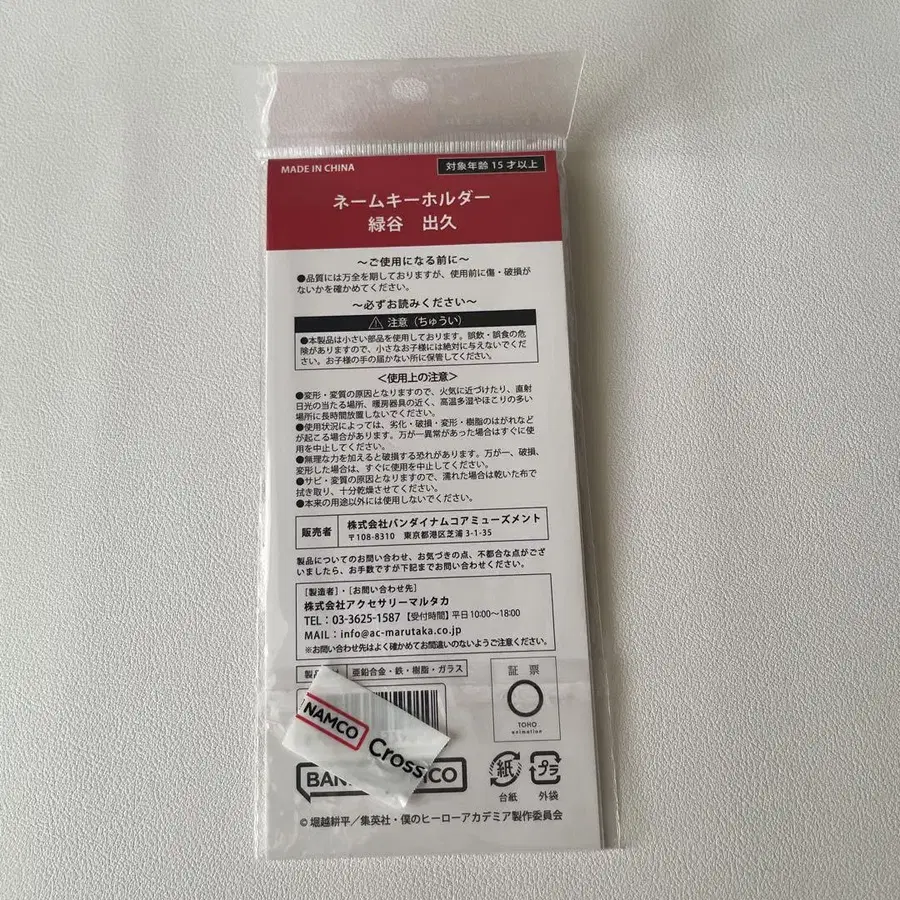 MADE IN CHINA
対象年齢 15 才以上
ネームキーホルダー
緑谷　出久
～ご使用になる前に～
●品質には万全を期しておりますが、使用前に傷・破損が
ないかを確かめてください。
～必ずお読みください～
⚠ 注意（ちゅうい）
●本製品は小さい部品を使用しております。誤飲・誤食の危
険がありますので、小さなお子様には絶対に与えないでくだ
さい。お子様の手の届かない所に保管してください。
＜使用上の注意＞
●変形・変質の原因となりますので、火気に近づけたり、直射
日光の当たる場所、暖房器具の近く、高温多湿やほこりの多い
場所に長時間放置しないでください。
●使用状況によっては、劣化・破損・変形・樹脂のはがれなど
が起こる場合があります。万が一異常があった場合はすぐに使
用を中止してください。
●無理な力を加えると破損する恐れがあります。万が一、破損、
変形した場合は、すぐに使用を中止してください。
●サビ・変質の原因となりますので、濡れた場合は乾いた布で
拭き取り、十分乾燥させてください。
●本来の用途以外には使用しないでください。
販売者
株式会社バンダイナムコアミューズメント
〒108-8310　東京都港区芝浦 3-1-35
製品についてのお問い合わせ、お気づきの点、不都合な点がござ
いましたら、お手数ですが下記までお問い合わせください。
［製造者］・［お問い合わせ先］
株式会社アクセサリーマルタカ
TEL：03-3625-1587 【受付時間】平日 10:00～18:00
MAIL：info@ac-marutaka.co.jp
※お問い合わせ先はよく確かめてお間違いのないようご注意ください。
亜鉛合金・鉄・樹脂・ガラス
証 票
TOHO
animation
NAMCO Cross
紙
台紙
プラ
外袋
© 堀越耕平／集英社・僕のヒーローアカデミア製作委員会